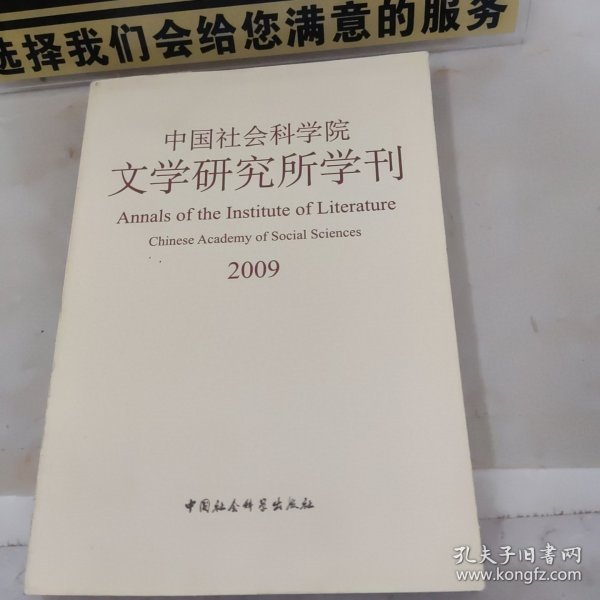 选择我们会给您满意的服务
中国社会科学院
文学研究所学刊
Annals of the Institute of Literature
Chinese Academy of Social Sciences
2009
中国社会科学出版社
孔夫子旧书网
www.kongfz.com